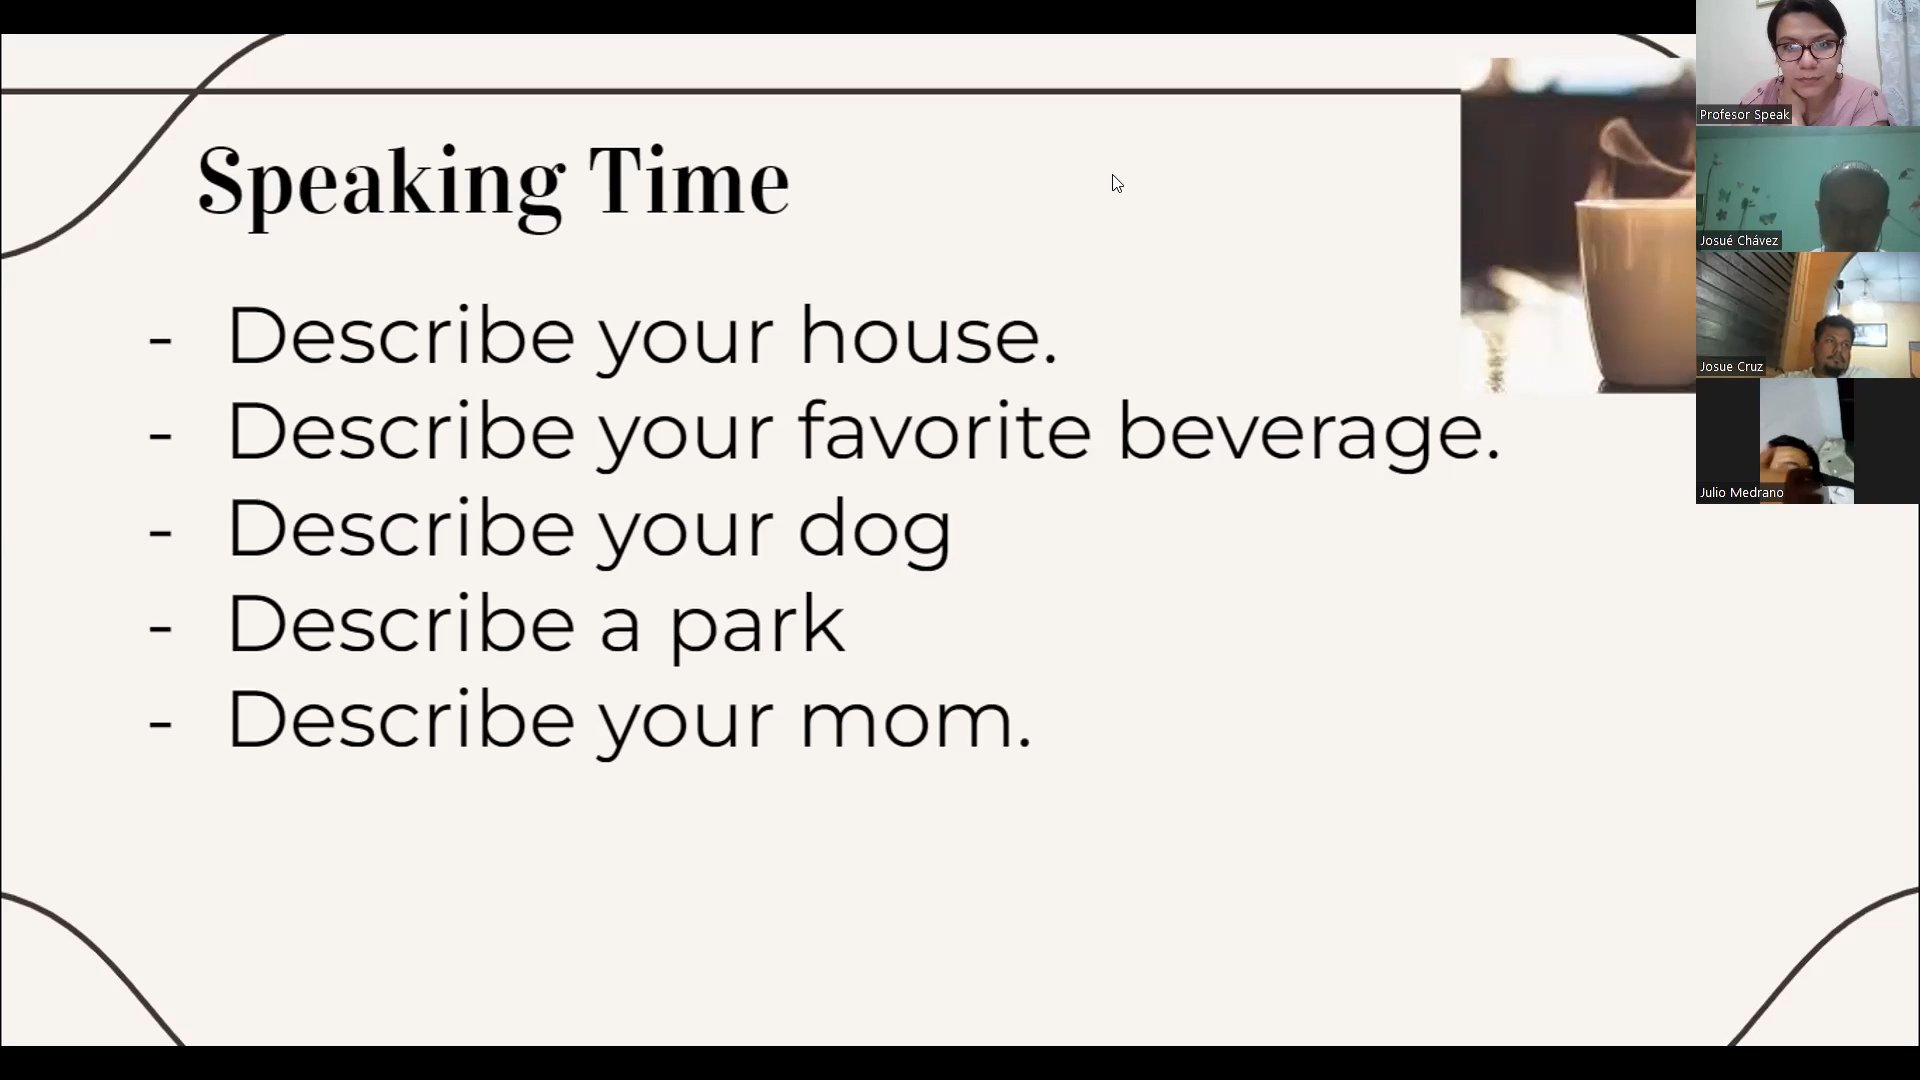 Speaking Time
- Describe your house.
- Describe your favorite beverage.
- Describe your dog
- Describe a park
- Describe your mom.
Profesor Speak
Josué Chávez
Josue Cruz
Julio Medrano